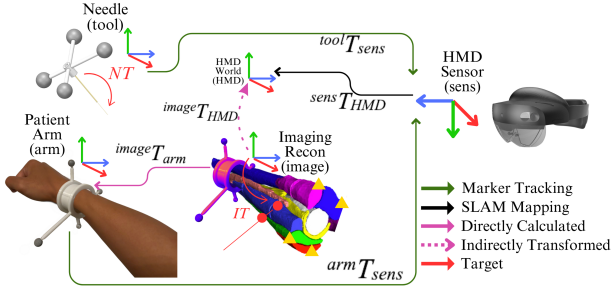 Needle
(tool)
NT
toolTsens
HMD
World
(HMD)
HMD
Sensor
(sens)
sensTHMD
imageTHMD
Patient
Arm
(arm)
imageTarm
Imaging
Recon
(image)
IT
armTsens
Marker Tracking
SLAM Mapping
Directly Calculated
Indirectly Transformed
Target